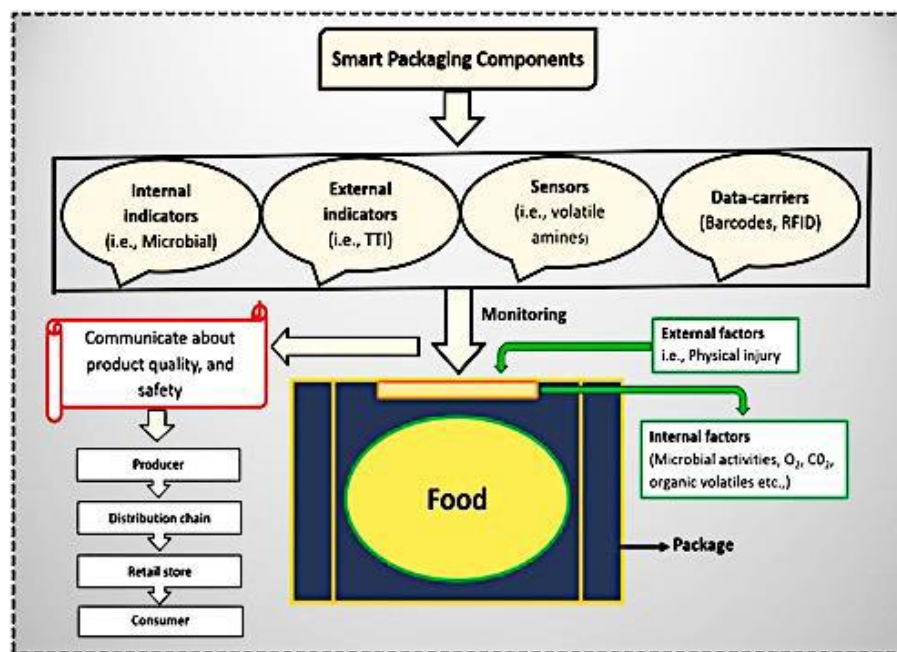 Smart Packaging Components
Internal
indicators
(i.e., Microbial)
External
indicators
(i.e., TTI)
Sensors
(i.e., volatile
amines)
Data-carriers
(Barcodes, RFID)
Monitoring
Communicate about
product quality, and
safety
External factors
i.e., Physical injury
Internal factors
(Microbial activities, O₂, CO₂,
organic volatiles etc.,)
Food
Package
Producer
Distribution chain
Retail store
Consumer